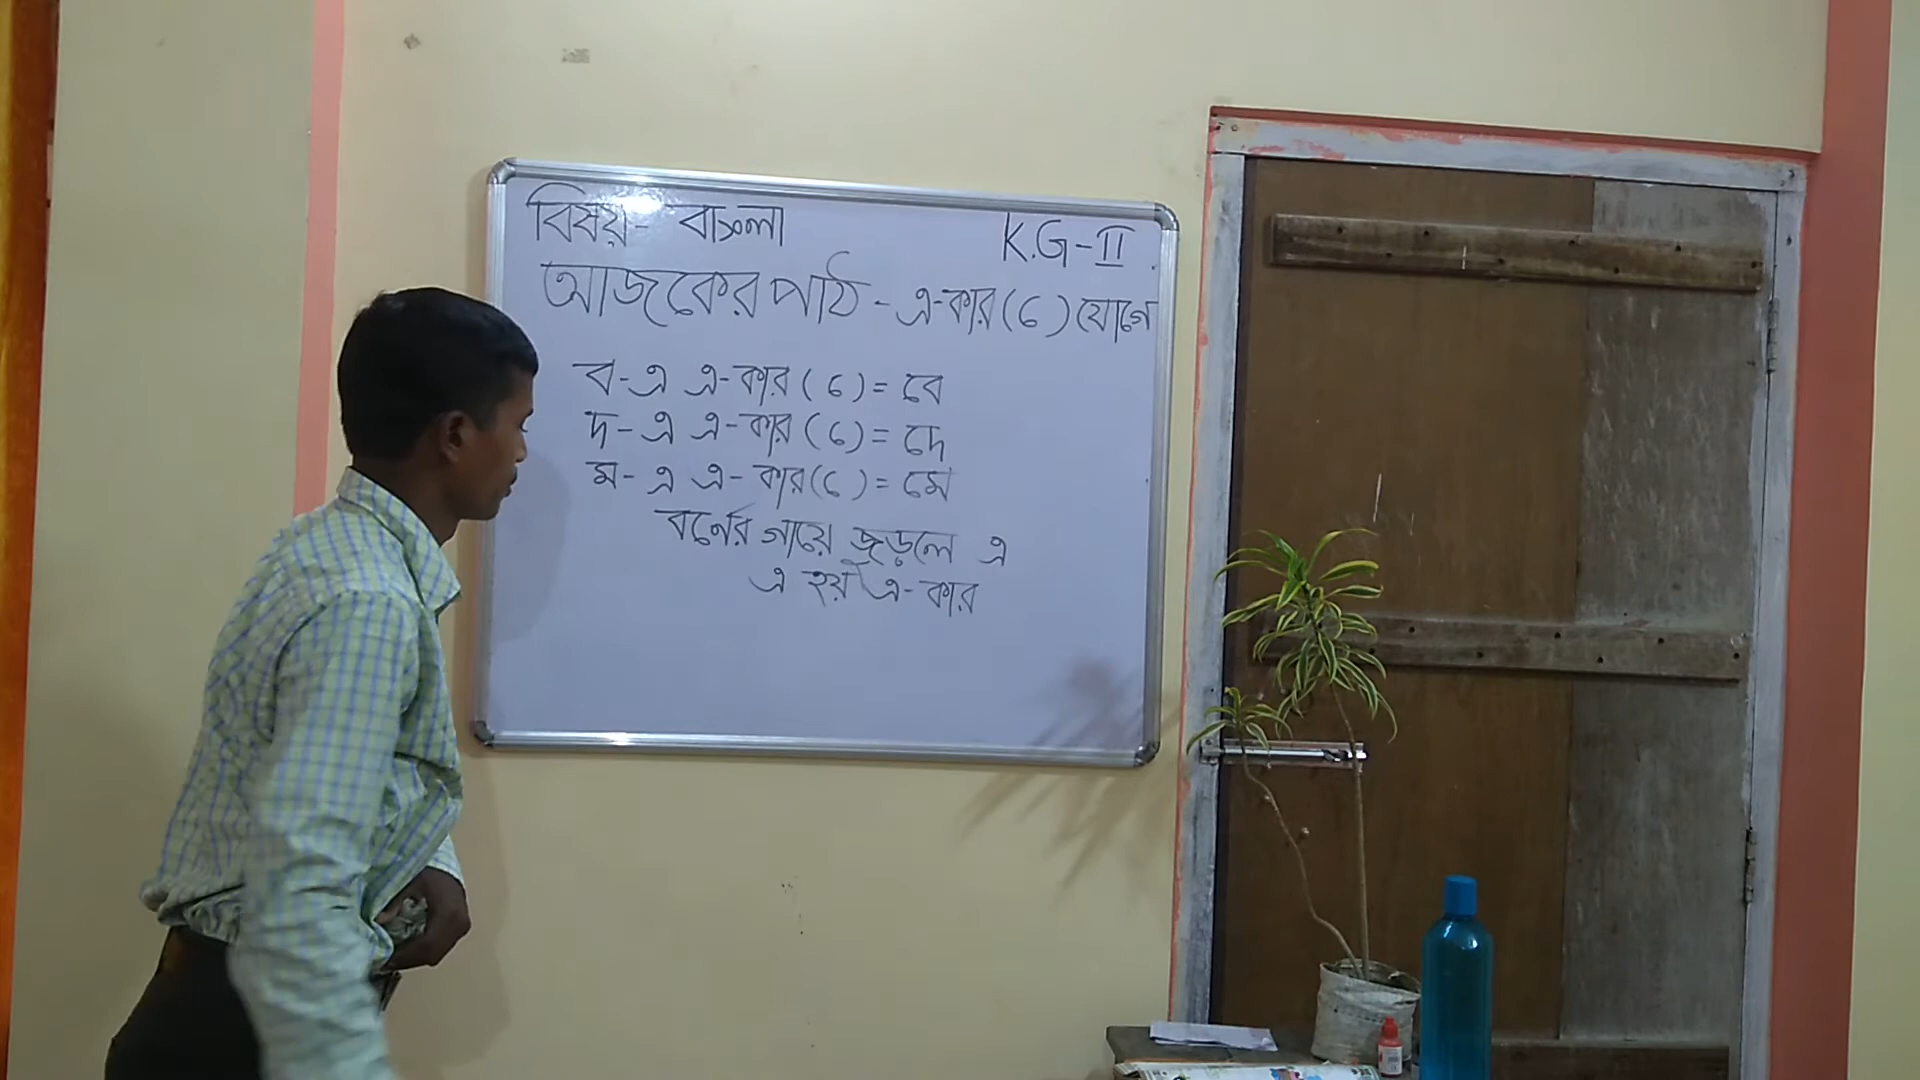 বিষয়- বাংলা K.G-II.
আজকের পাঠ - এ-কার (ে) যোগে
ব-এ এ-কার (ে) = বে
দ-এ এ-কার (ে) = দে
ম-এ এ-কার (ে) = মে
বর্নের গায়ে জুড়লে এ
এ হয় এ-কার